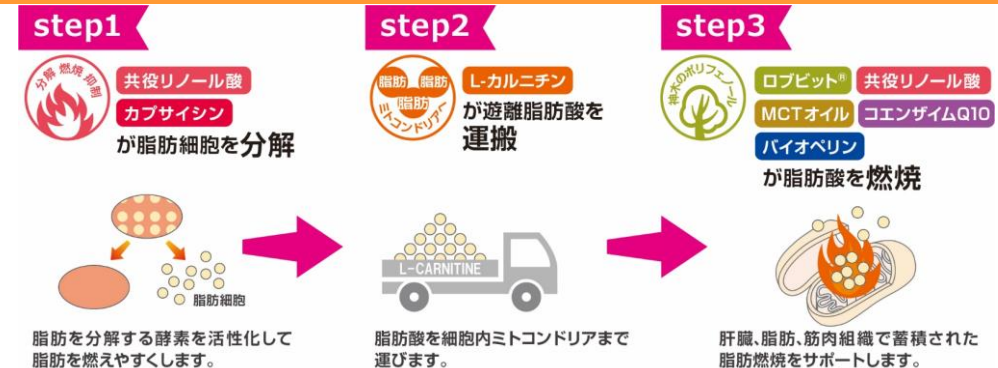 step1
分解 燃焼 抑制
共役リノール酸
カプサイシン
が脂肪細胞を分解
脂肪細胞
脂肪を分解する酵素を活性化して
脂肪を燃えやすくします。
step2
脂肪 脂肪
脂肪
ミトコンドリアへ
L-カルニチン
が遊離脂肪酸を
運搬
L-CARNITINE
脂肪酸を細胞内ミトコンドリアまで
運びます。
step3
神木のポリフェノール
ロブビット® 共役リノール酸
MCTオイル コエンザイムQ10
バイオペリン
が脂肪酸を燃焼
肝臓、脂肪、筋肉組織で蓄積された
脂肪燃焼をサポートします。